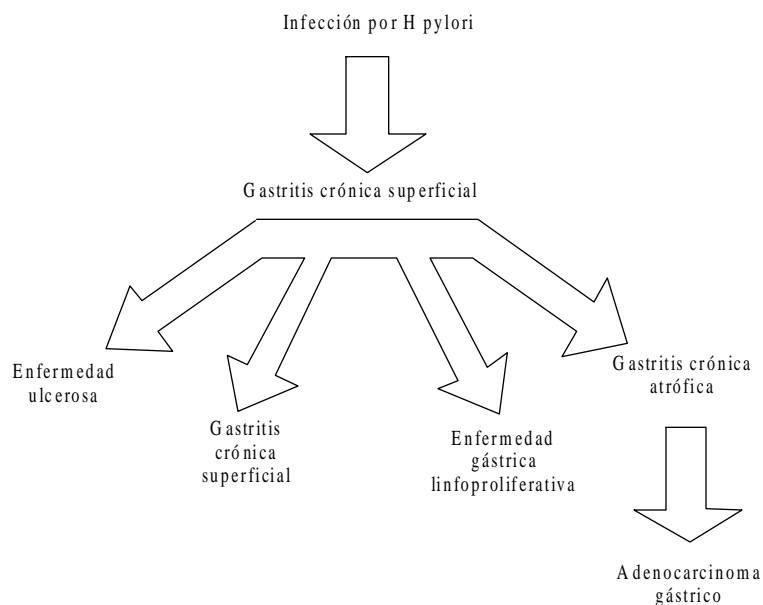 Infección por H pylori
Gastritis crónica superficial
Enfermedad
ulcerosa
Gastritis
crónica
superficial
Enfermedad
gástrica
linfoproliferativa
Gastritis crónica
atrófica
Adenocarcinoma
gástrico